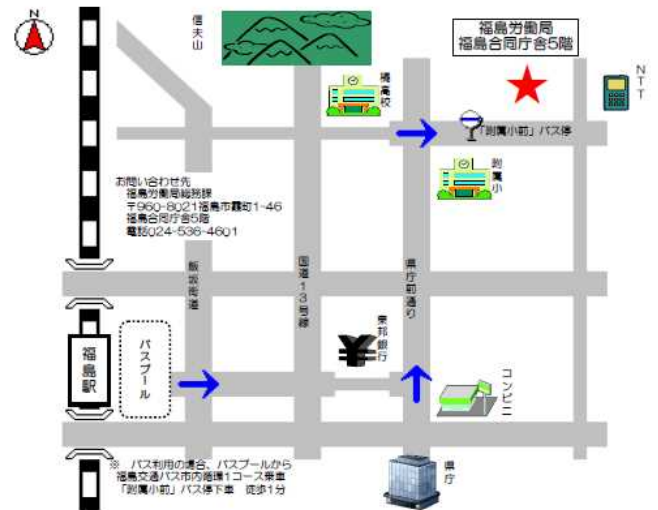 N
信夫山
福島労働局
福島合同庁舎5階
橘高校
NTT
「附属小前」バス停
附属小
お問い合わせ先
福島労働局総務課
〒960-8021福島市霞町1-46
福島合同庁舎5階
電話024-536-4601
飯坂街道
国道13号線
県庁前通り
福島駅
バスプール
東邦銀行
コンビニ
県庁
※ バス利用の場合、バスプールから
福島交通バス市内循環1コース乗車
「附属小前」バス停下車 徒歩1分